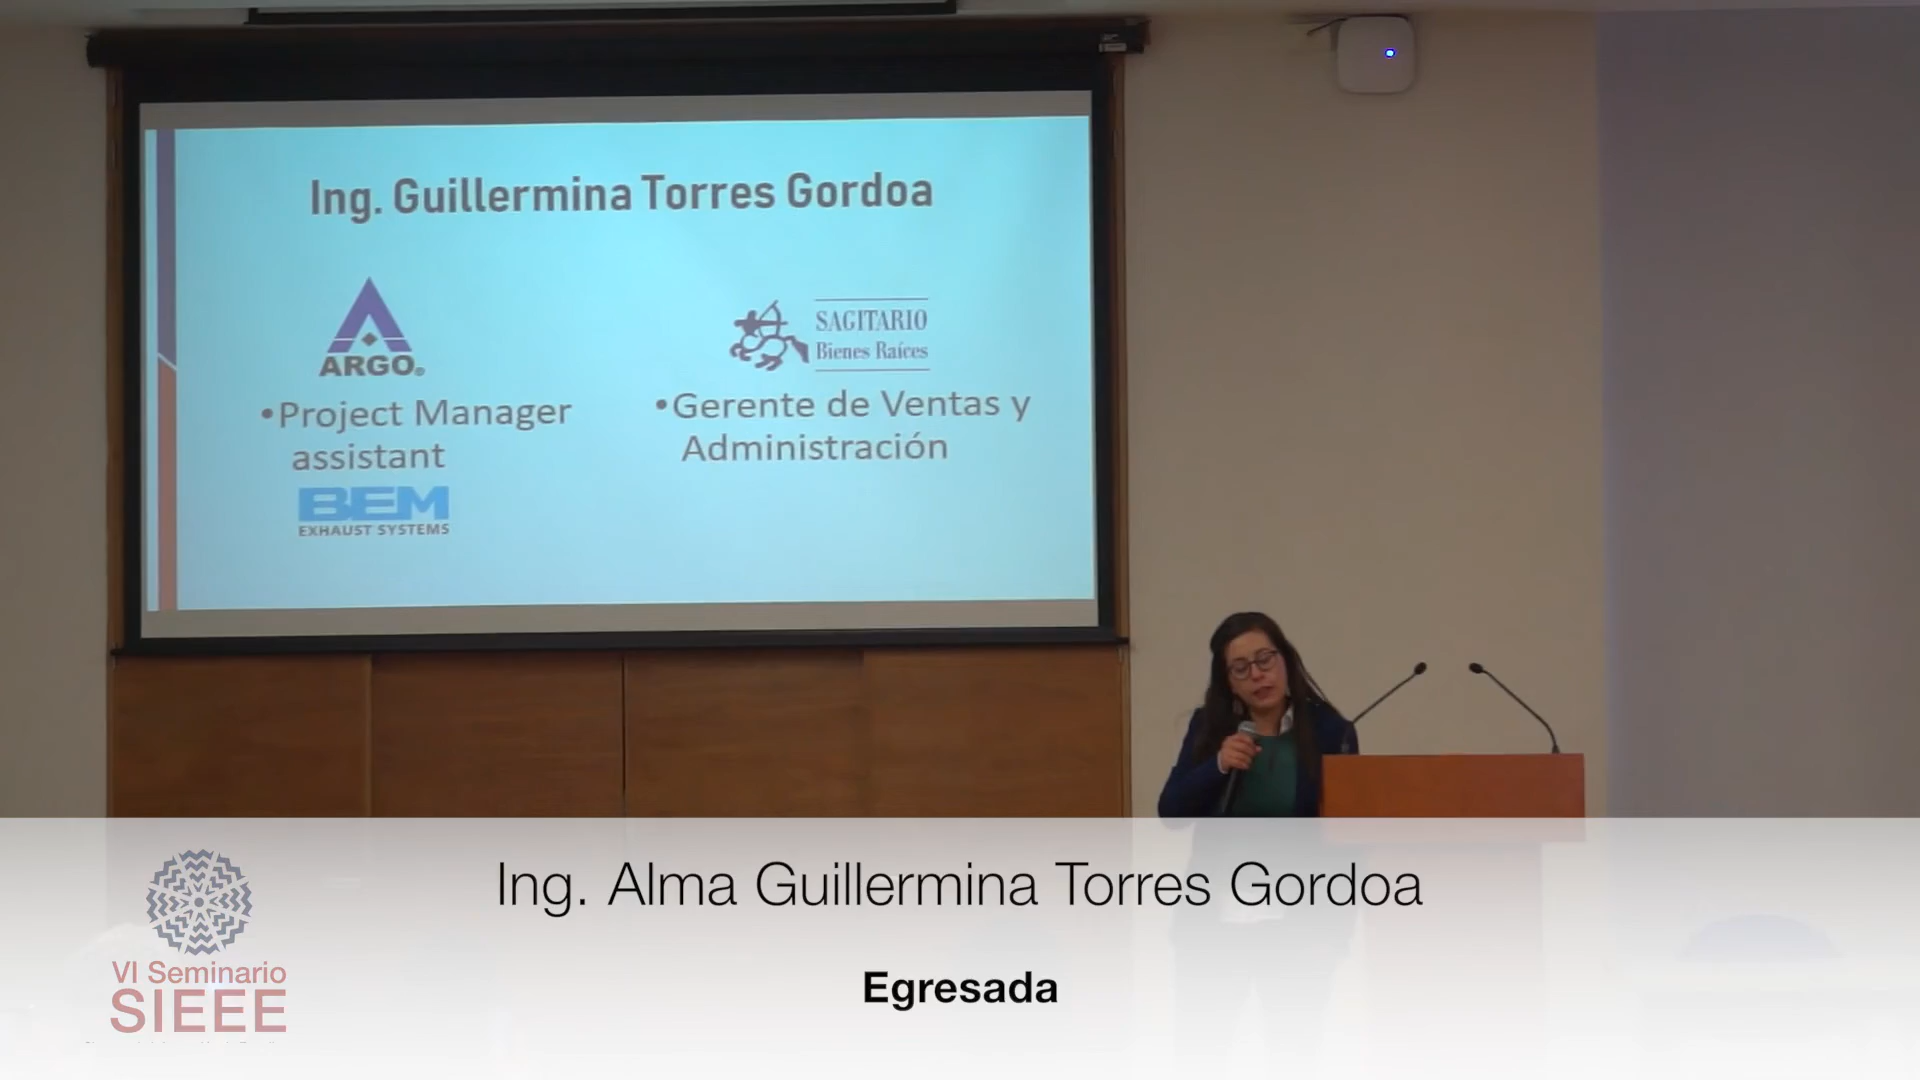 Ing. Guillermina Torres Gordoa
ARGO®
•Project Manager
assistant
BEM
EXHAUST SYSTEMS
SAGITARIO
Bienes Raíces
•Gerente de Ventas y
Administración
Ing. Alma Guillermina Torres Gordoa
Egresada
VI Seminario
SIEEE